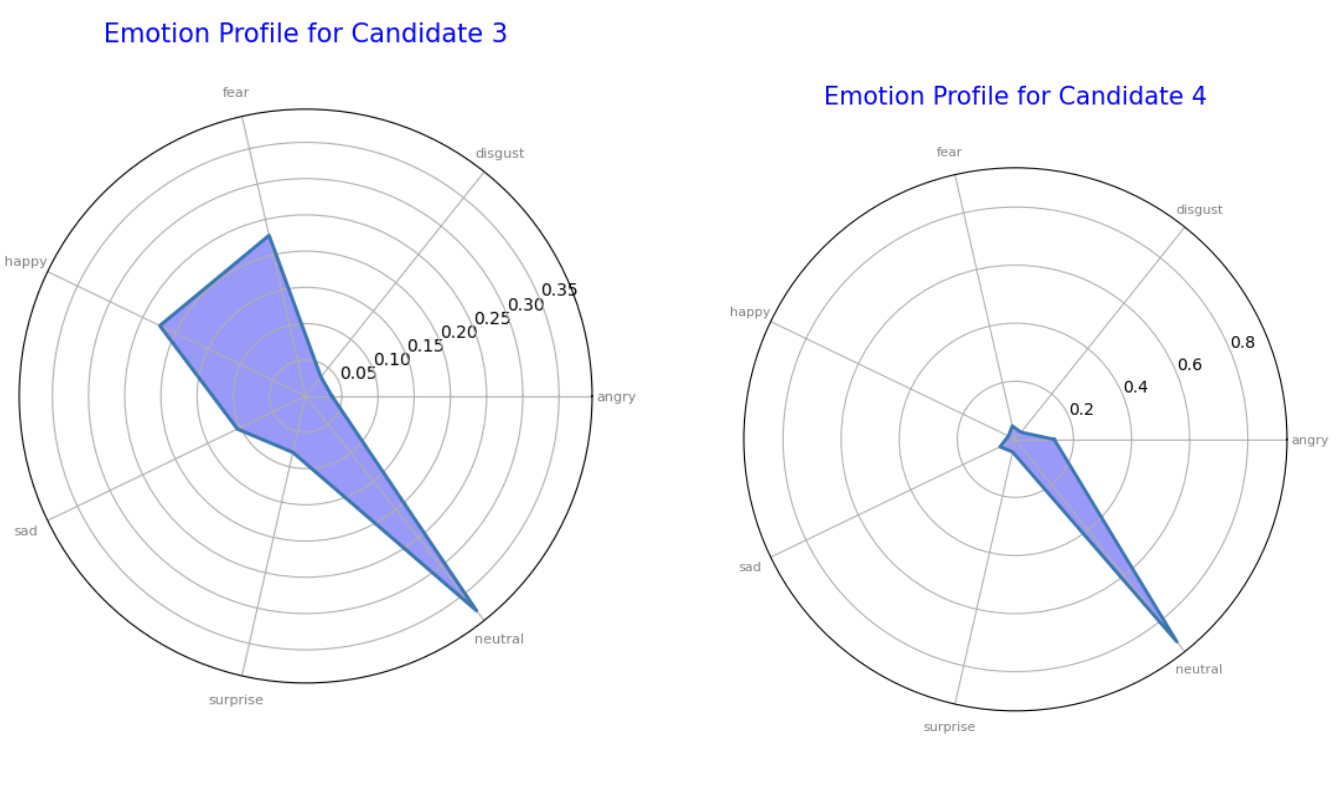 Emotion Profile for Candidate 3
fear
disgust
happy
angry
sad
surprise
neutral
0.05
0.10
0.15
0.20
0.25
0.30
0.35
Emotion Profile for Candidate 4
fear
disgust
happy
angry
sad
surprise
neutral
0.2
0.4
0.6
0.8